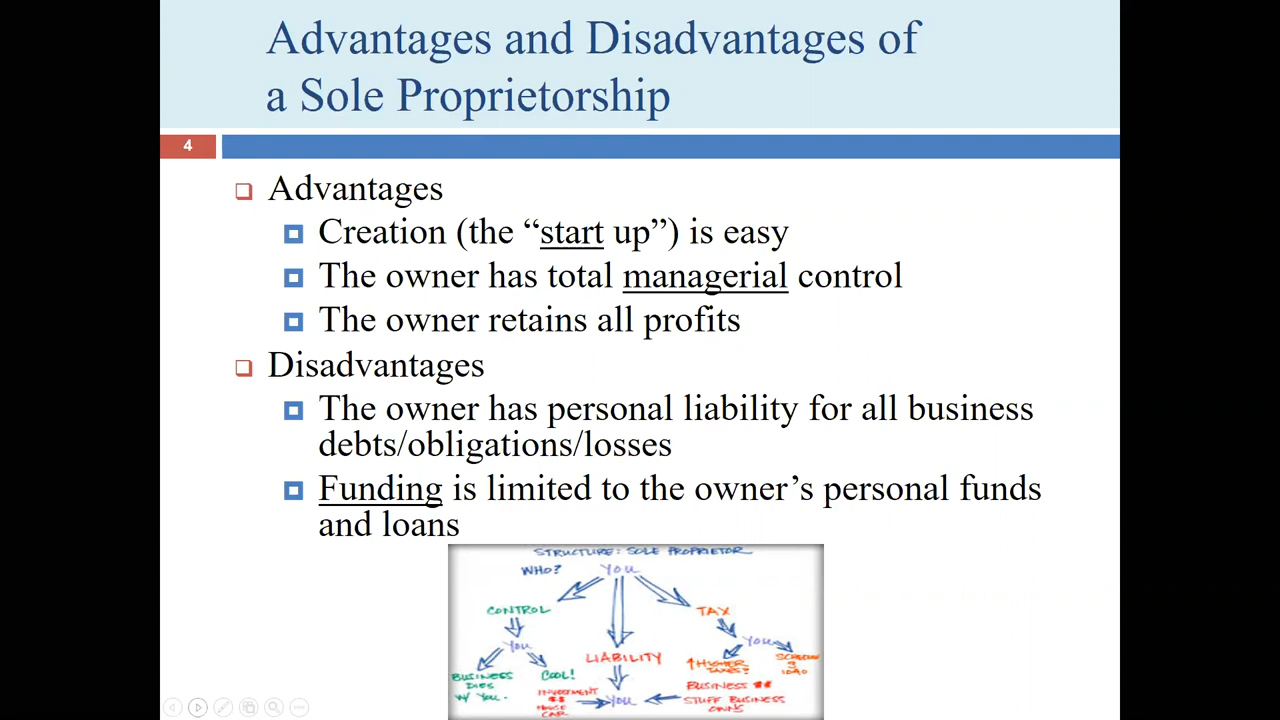 Advantages and Disadvantages of
a Sole Proprietorship
4
Advantages
Creation (the “start up”) is easy
The owner has total managerial control
The owner retains all profits
Disadvantages
The owner has personal liability for all business
debts/obligations/losses
Funding is limited to the owner’s personal funds
and loans
STRUCTURE: SOLE PROPRIETOR
WHO? YOU
CONTROL
TAX
YOU
YOU
LIABILITY
↑HIGHER
TAXES?
BUSINESS
DIES
W/ YOU.
COOL!
INVESTMENT
$$
HOUSE
CAR
YOU
BUSINESS $$
STUFF BUSINESS
OWNS